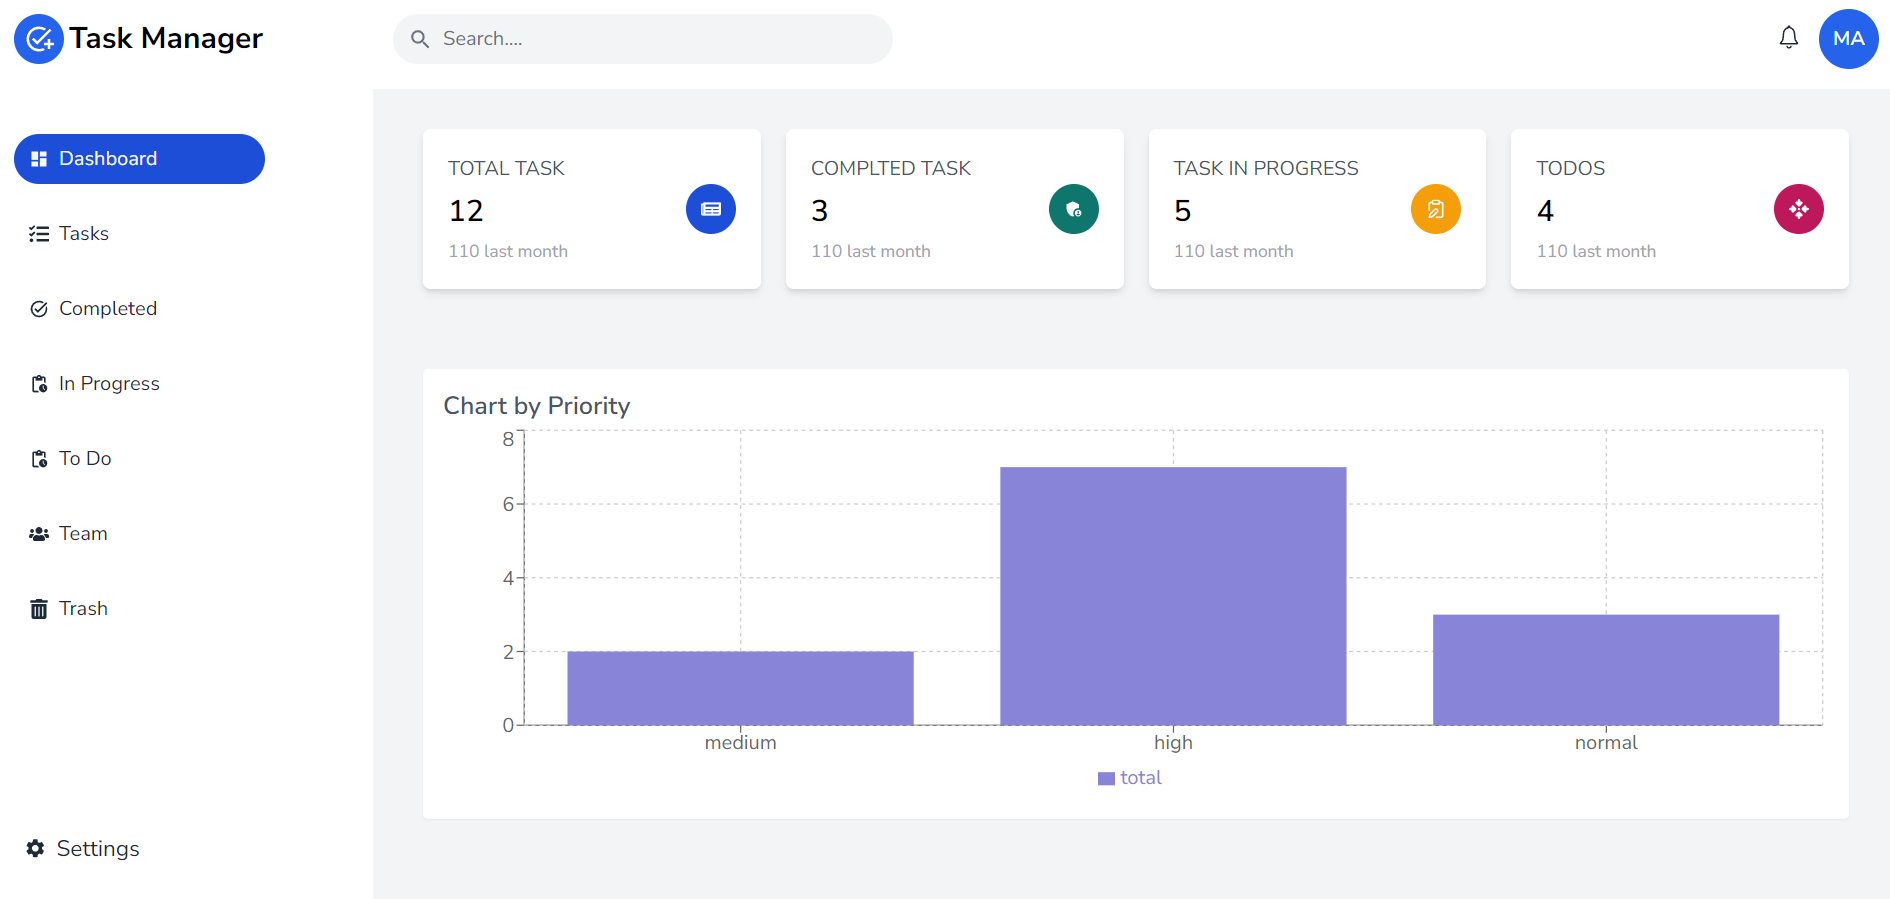 Task Manager
Search....
MA
Dashboard
Tasks
Completed
In Progress
To Do
Team
Trash
Settings
TOTAL TASK
12
110 last month
COMPLTED TASK
3
110 last month
TASK IN PROGRESS
5
110 last month
TODOS
4
110 last month
Chart by Priority
8
6
4
2
0
medium high normal
total